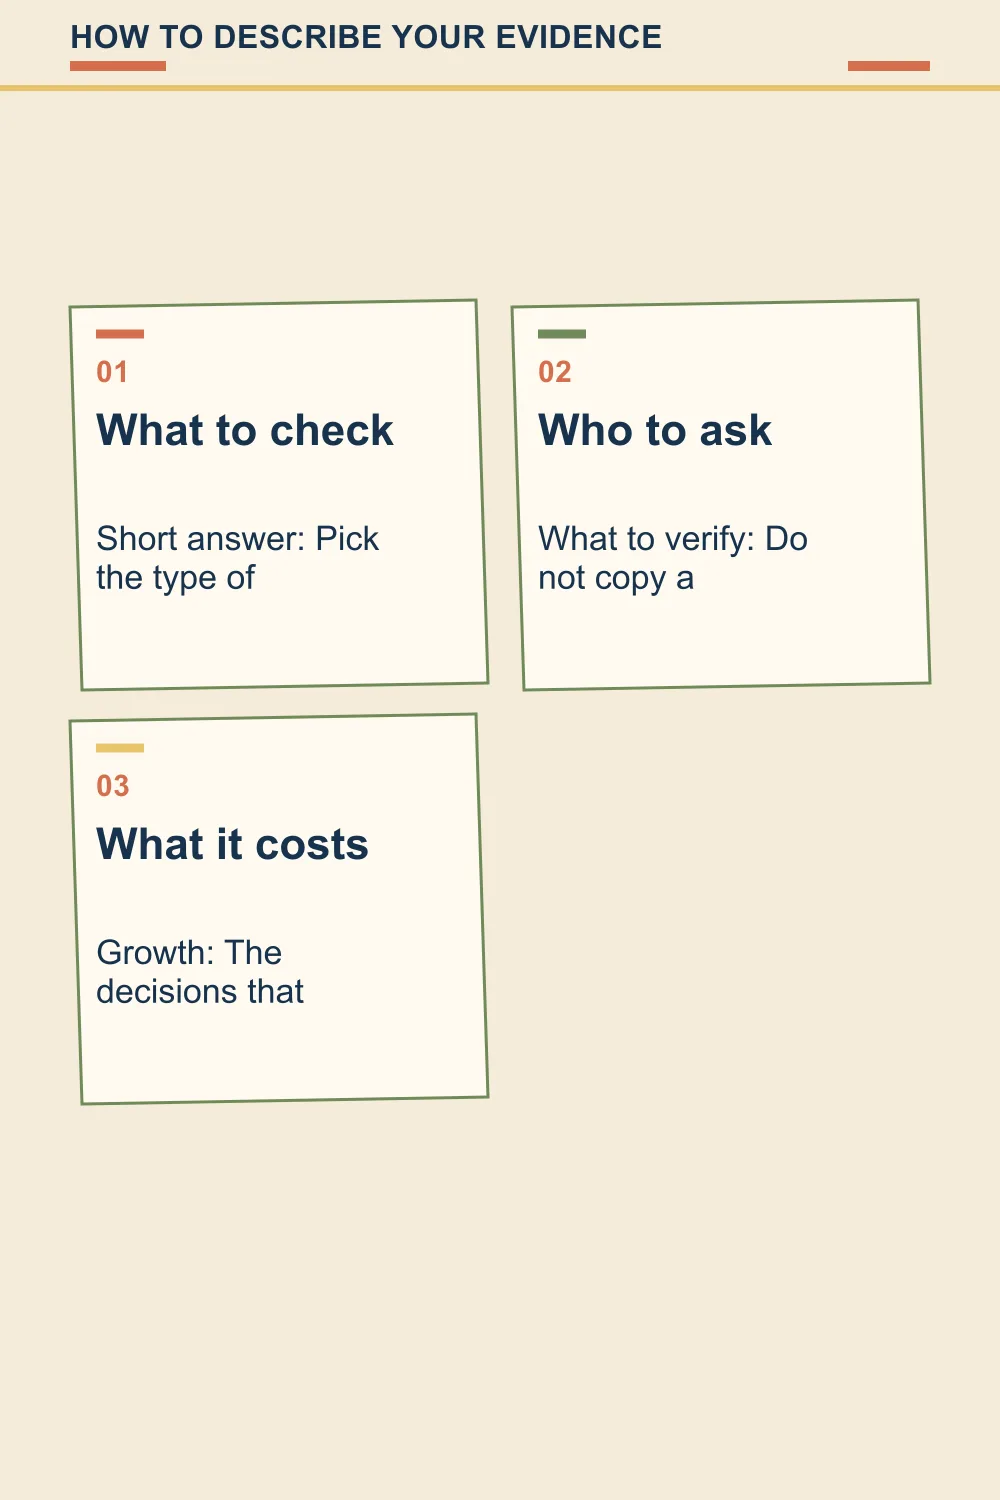 HOW TO DESCRIBE YOUR EVIDENCE
01
What to check
Short answer: Pick
the type of
02
Who to ask
What to verify: Do
not copy a
03
What it costs
Growth: The
decisions that